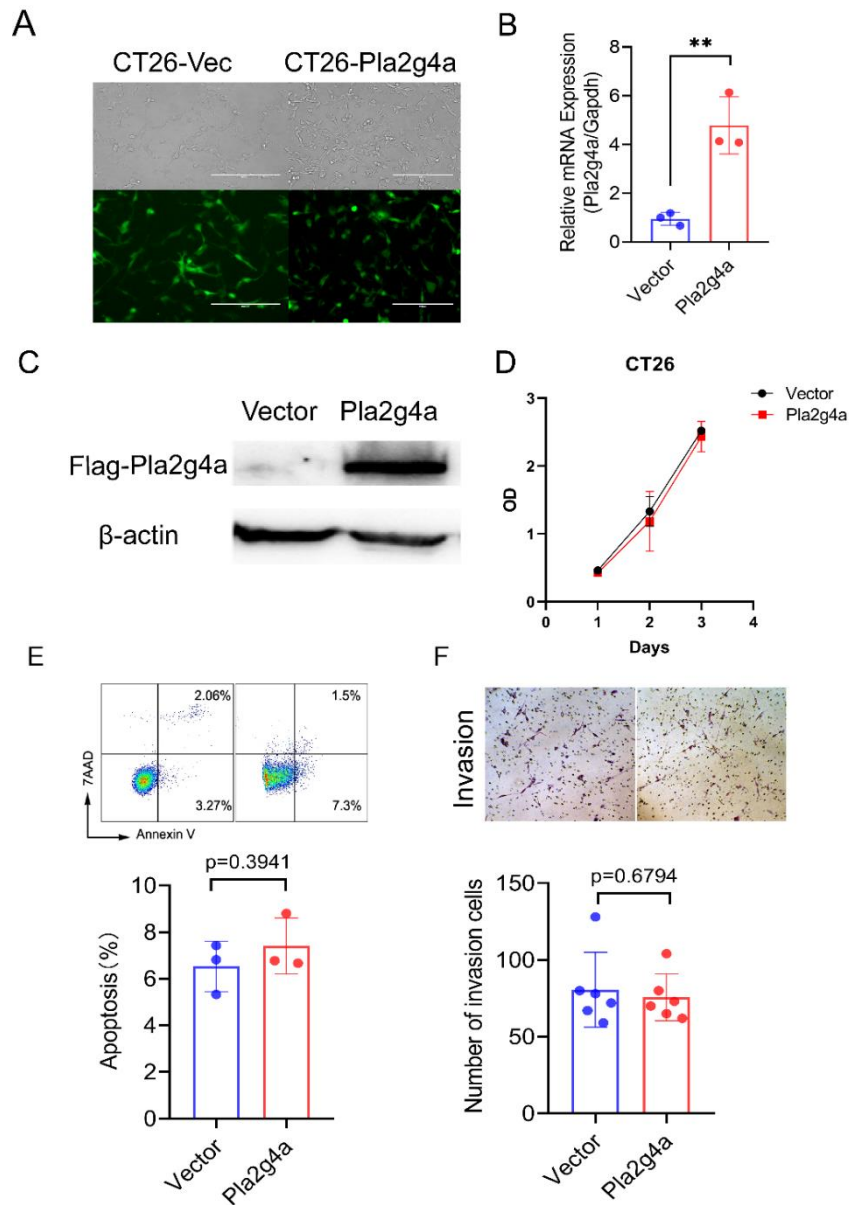 A
CT26-Vec
CT26-Pla2g4a
B
Relative mRNA Expression
(Pla2g4a/Gapdh)
8
6
4
2
0
**
Vector
Pla2g4a
C
Vector
Pla2g4a
Flag-Pla2g4a
β-actin
D
CT26
OD
3
2
1
0
0
1
2
3
4
Days
Vector
Pla2g4a
E
2.06%
1.5%
3.27%
7.3%
7AAD
Annexin V
p=0.3941
Apoptosis(%)
10
8
6
4
2
0
Vector
Pla2g4a
F
Invasion
p=0.6794
Number of invasion cells
150
100
50
0
Vector
Pla2g4a